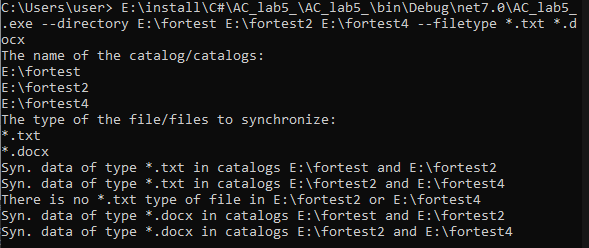 C:\Users\user> E:\install\C#\AC_lab5_\AC_lab5_\bin\Debug\net7.0\AC_lab5_
.exe --directory E:\fortest E:\fortest2 E:\fortest4 --filetype *.txt *.d
ocx
The name of the catalog/catalogs:
E:\fortest
E:\fortest2
E:\fortest4
The type of the file/files to synchronize:
*.txt
*.docx
Syn. data of type *.txt in catalogs E:\fortest and E:\fortest2
Syn. data of type *.txt in catalogs E:\fortest2 and E:\fortest4
There is no *.txt type of file in E:\fortest2 or E:\fortest4
Syn. data of type *.docx in catalogs E:\fortest and E:\fortest2
Syn. data of type *.docx in catalogs E:\fortest2 and E:\fortest4